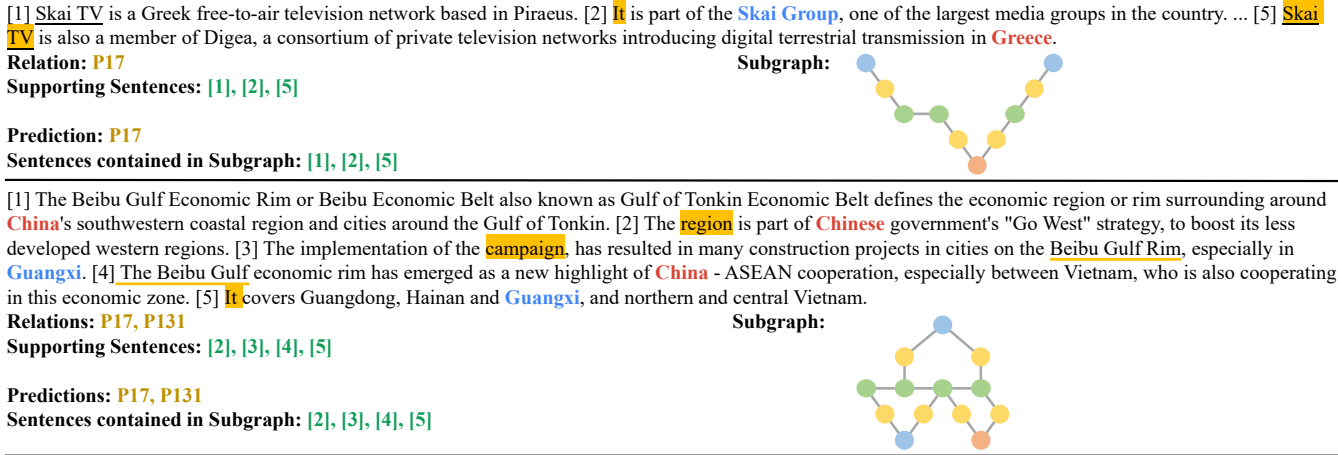 [1] Skai TV is a Greek free-to-air television network based in Piraeus. [2] It is part of the Skai Group, one of the largest media groups in the country. ... [5] Skai
TV is also a member of Digea, a consortium of private television networks introducing digital terrestrial transmission in Greece.
Relation: P17
Subgraph:
Supporting Sentences: [1], [2], [5]
Prediction: P17
Sentences contained in Subgraph: [1], [2], [5]
[1] The Beibu Gulf Economic Rim or Beibu Economic Belt also known as Gulf of Tonkin Economic Belt defines the economic region or rim surrounding around
China's southwestern coastal region and cities around the Gulf of Tonkin. [2] The region is part of Chinese government's "Go West" strategy, to boost its less
developed western regions. [3] The implementation of the campaign, has resulted in many construction projects in cities on the Beibu Gulf Rim, especially in
Guangxi. [4] The Beibu Gulf economic rim has emerged as a new highlight of China - ASEAN cooperation, especially between Vietnam, who is also cooperating
in this economic zone. [5] It covers Guangdong, Hainan and Guangxi, and northern and central Vietnam.
Relations: P17, P131
Subgraph:
Supporting Sentences: [2], [3], [4], [5]
Predictions: P17, P131
Sentences contained in Subgraph: [2], [3], [4], [5]